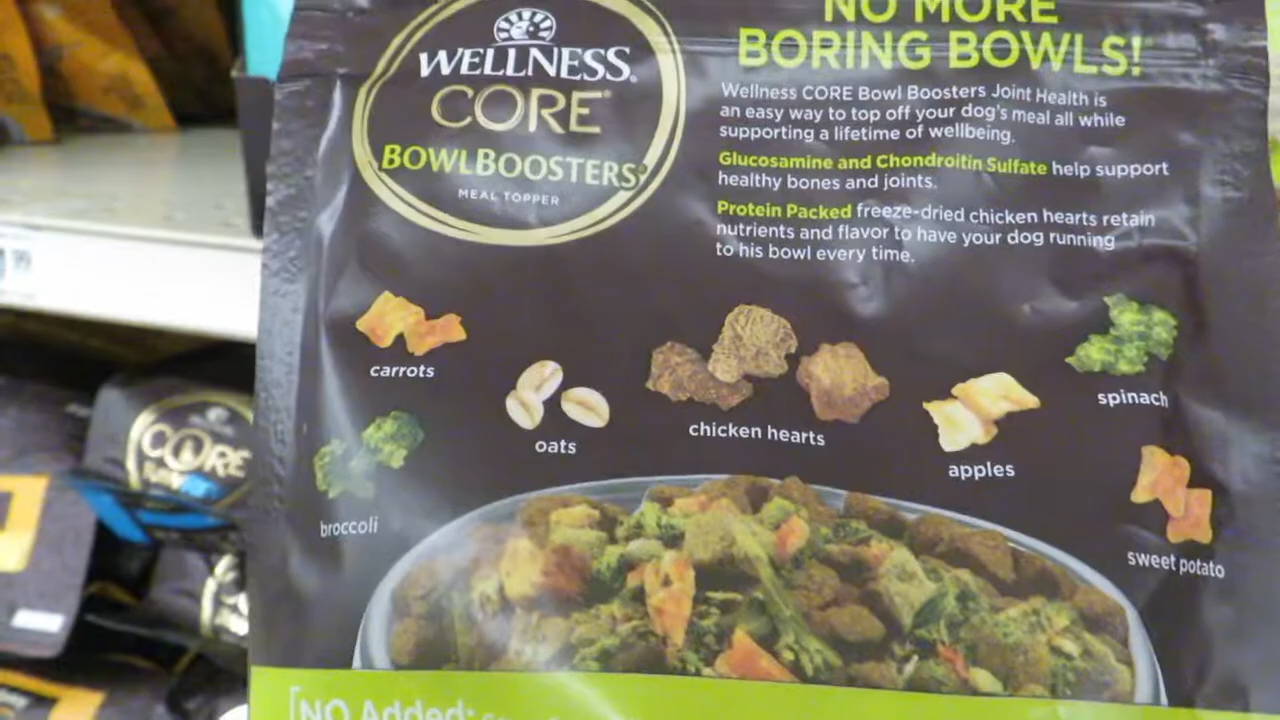 WELLNESS®
CORE®
BOWLBOOSTERS®
MEAL TOPPER
NO MORE
BORING BOWLS!
Wellness CORE Bowl Boosters Joint Health is
an easy way to top off your dog's meal all while
supporting a lifetime of wellbeing.
Glucosamine and Chondroitin Sulfate help support
healthy bones and joints.
Protein Packed freeze-dried chicken hearts retain
nutrients and flavor to have your dog running
to his bowl every time.
carrots
oats
chicken hearts
apples
spinach
broccoli
sweet potato
[NO Added:
CORE
99